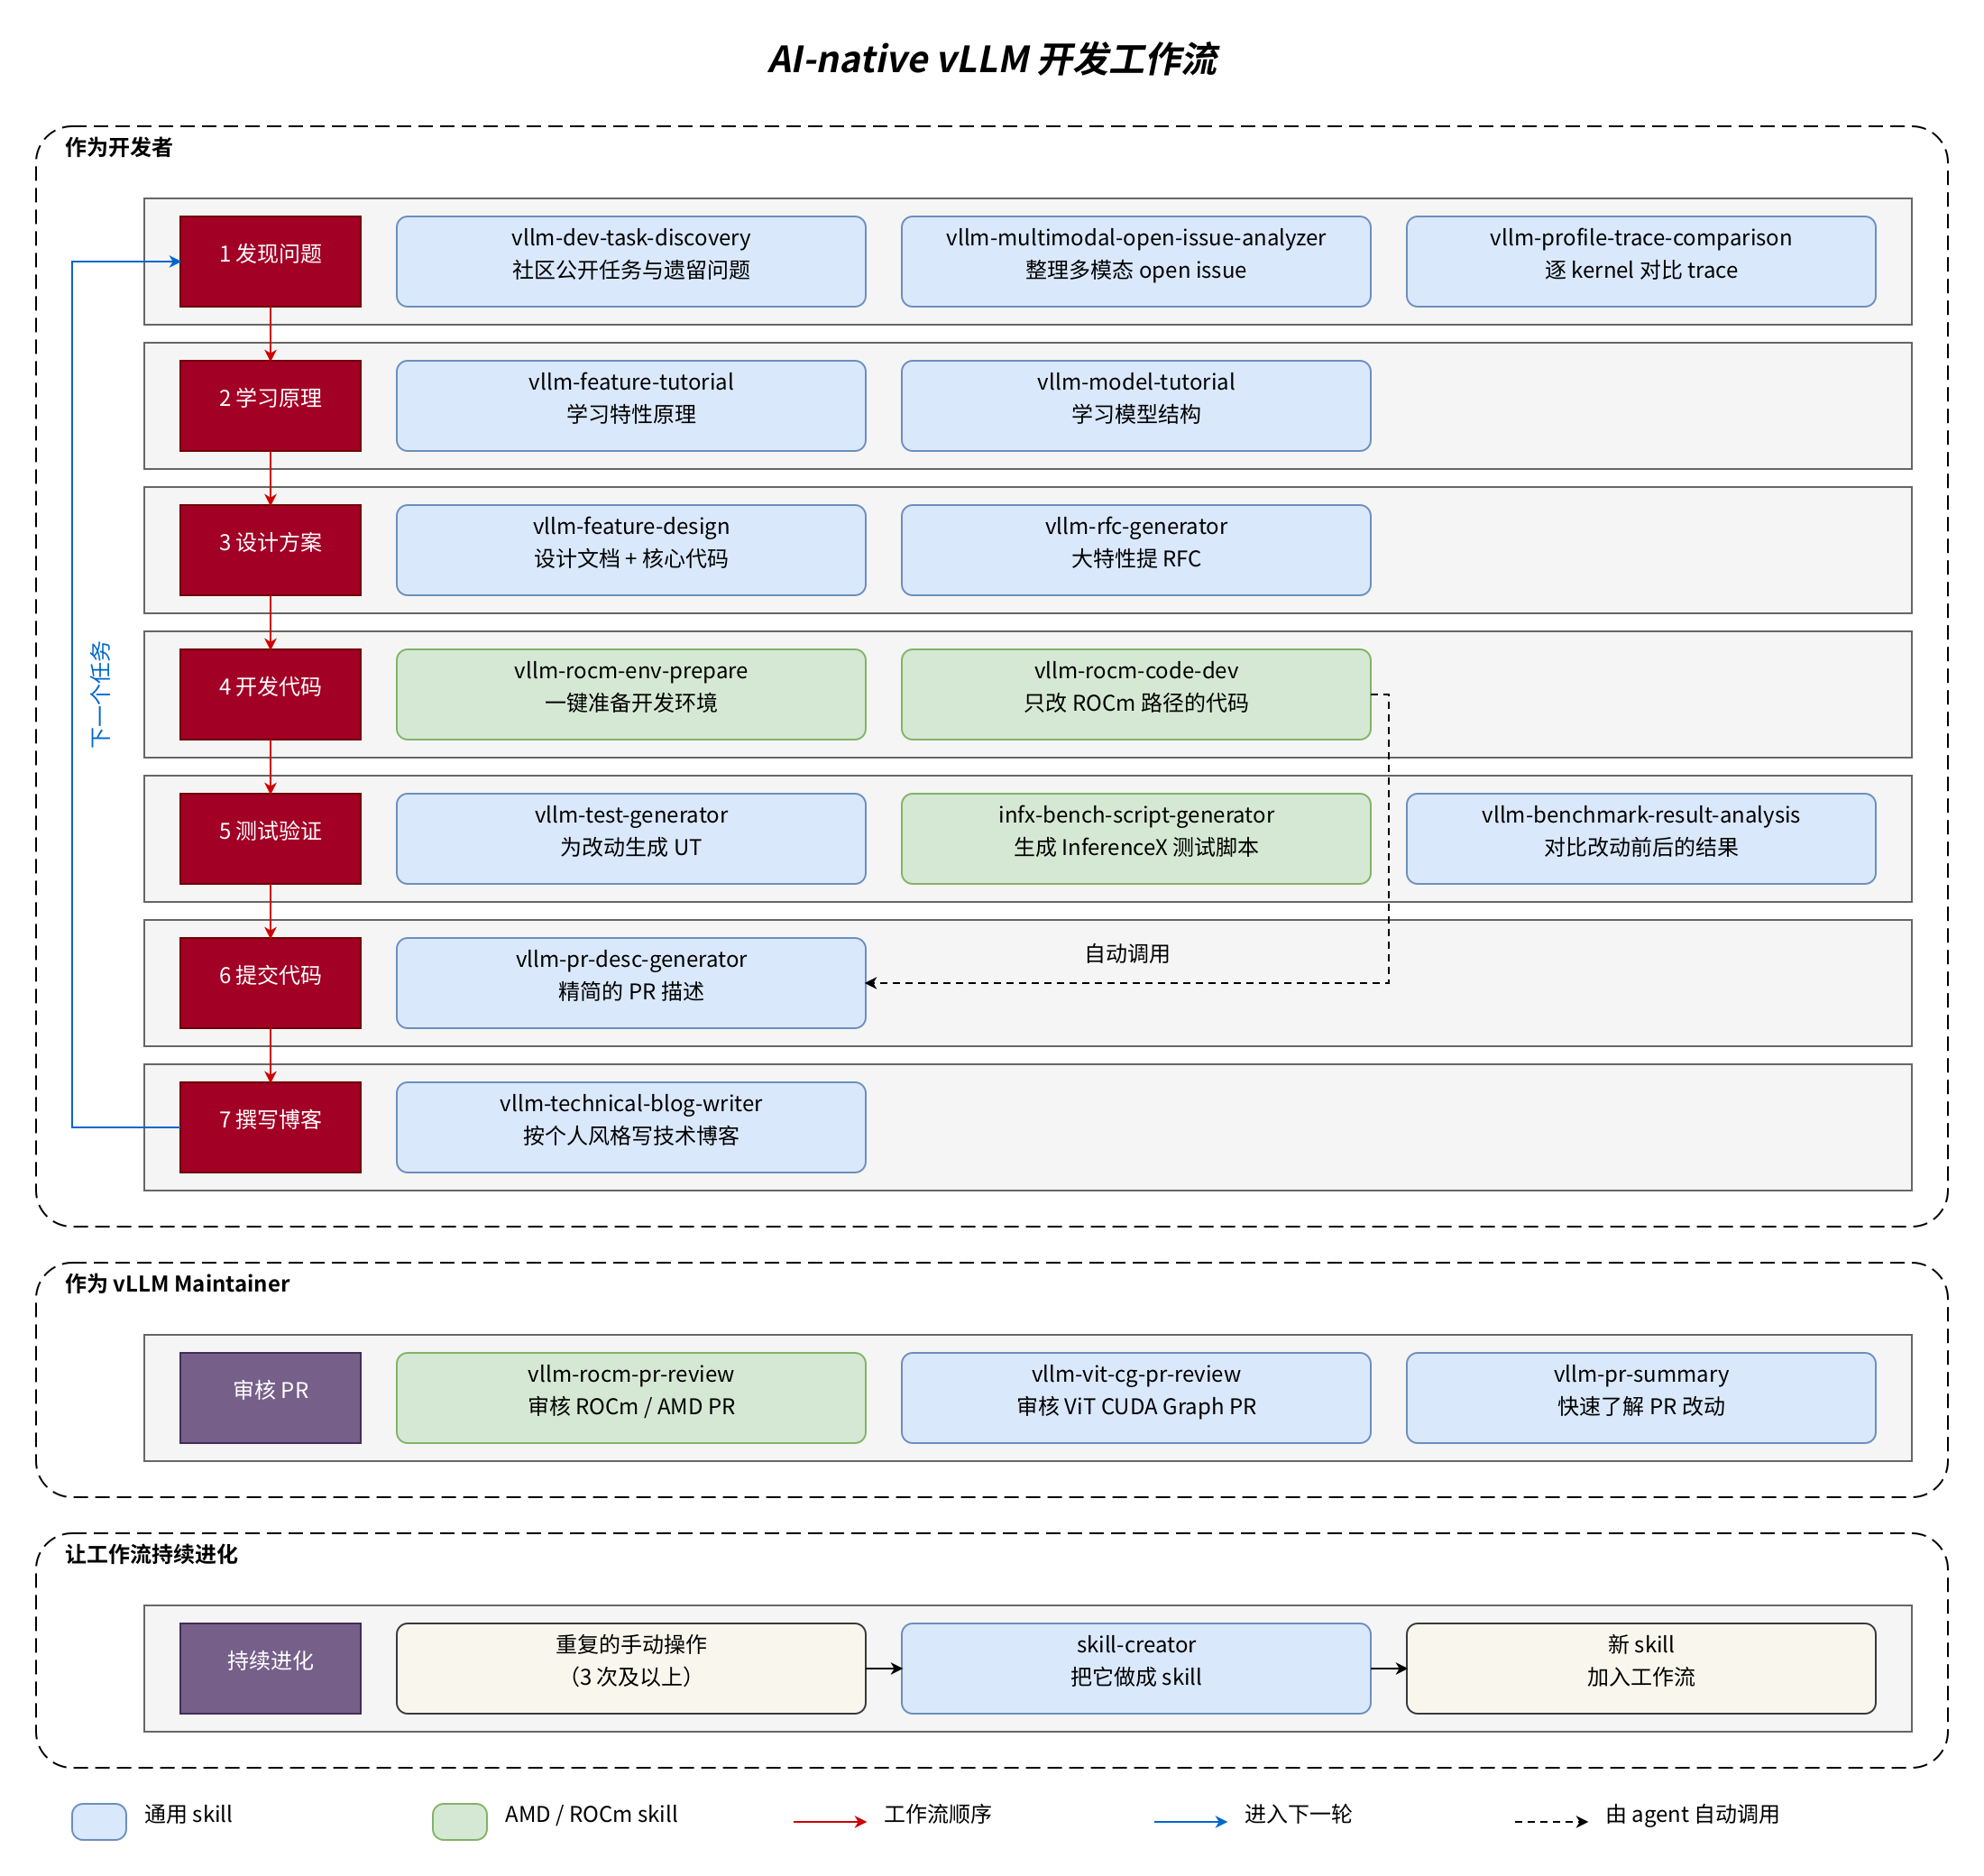 AI-native vLLM 开发工作流
作为开发者
1 发现问题
vllm-dev-task-discovery
社区公开任务与遗留问题
vllm-multimodal-open-issue-analyzer
整理多模态 open issue
vllm-profile-trace-comparison
逐 kernel 对比 trace
2 学习原理
vllm-feature-tutorial
学习特性原理
vllm-model-tutorial
学习模型结构
3 设计方案
vllm-feature-design
设计文档 + 核心代码
vllm-rfc-generator
大特性提 RFC
下一个任务
4 开发代码
vllm-rocm-env-prepare
一键准备开发环境
vllm-rocm-code-dev
只改 ROCm 路径的代码
5 测试验证
vllm-test-generator
为改动生成 UT
infx-bench-script-generator
生成 InferenceX 测试脚本
vllm-benchmark-result-analysis
对比改动前后的结果
6 提交代码
vllm-pr-desc-generator
精简的 PR 描述
自动调用
7 撰写博客
vllm-technical-blog-writer
按个人风格写技术博客
作为 vLLM Maintainer
审核 PR
vllm-rocm-pr-review
审核 ROCm / AMD PR
vllm-vit-cg-pr-review
审核 ViT CUDA Graph PR
vllm-pr-summary
快速了解 PR 改动
让工作流持续进化
持续进化
重复的手动操作
（3 次及以上）
skill-creator
把它做成 skill
新 skill
加入工作流
通用 skill
AMD / ROCm skill
工作流顺序
进入下一轮
由 agent 自动调用